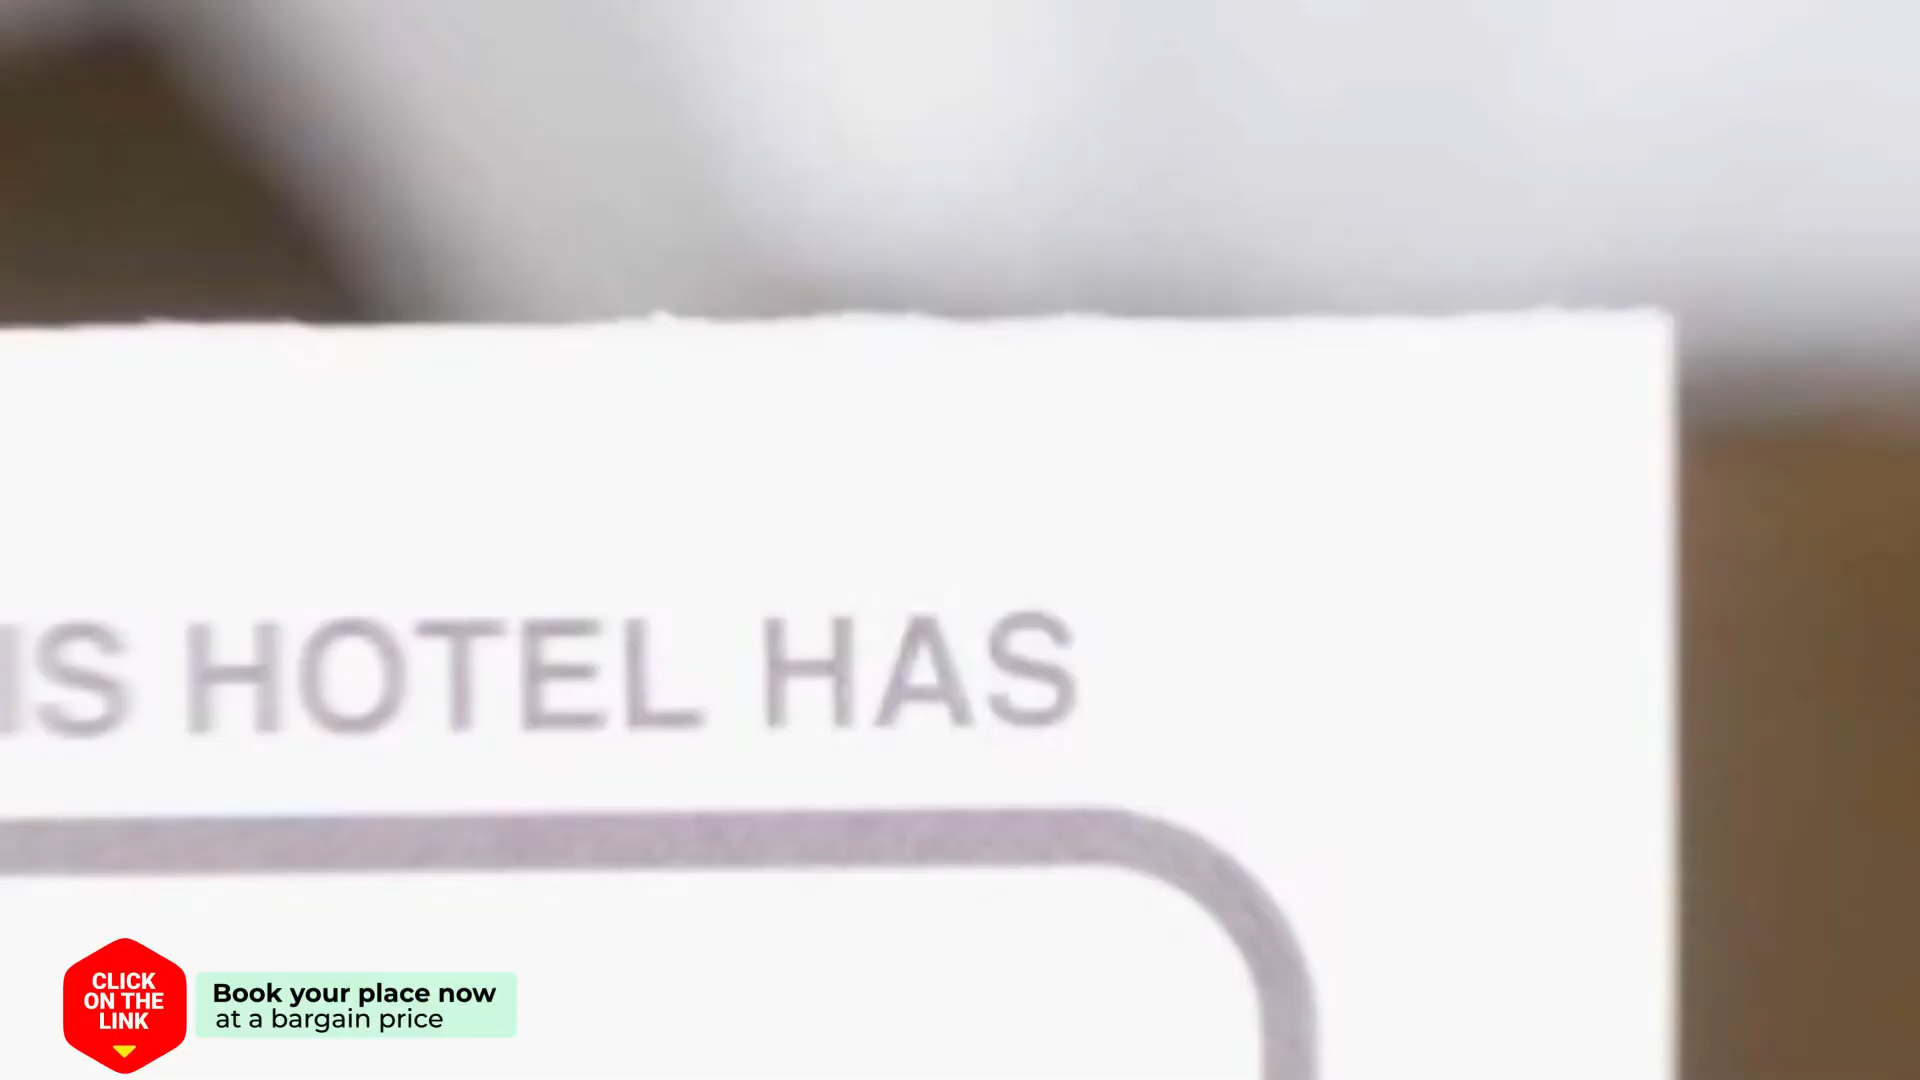 IS HOTEL HAS
CLICK
ON THE
LINK
Book your place now
at a bargain price